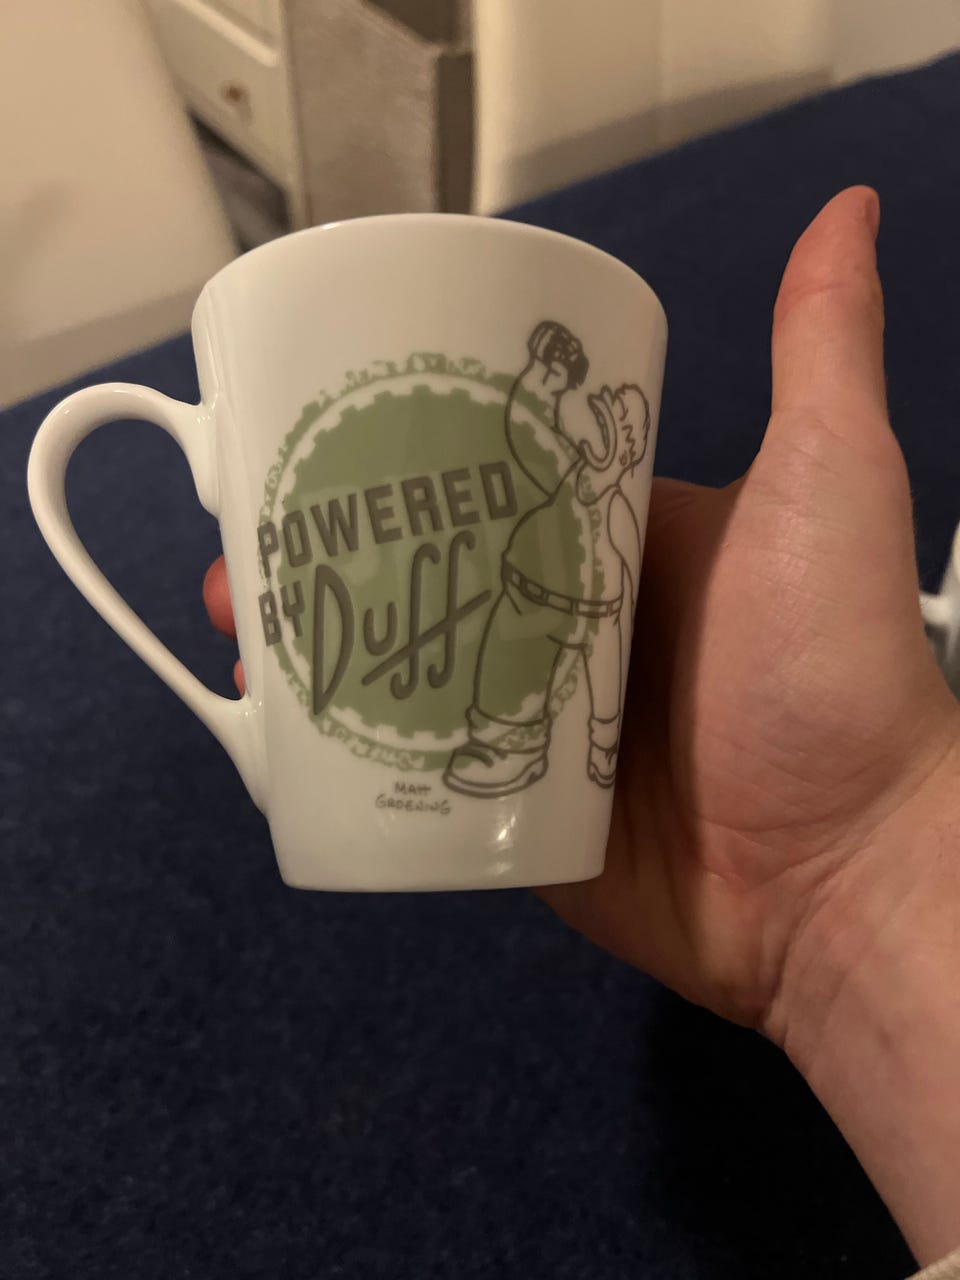 POWERED
BY Duff
MATT
GROENING